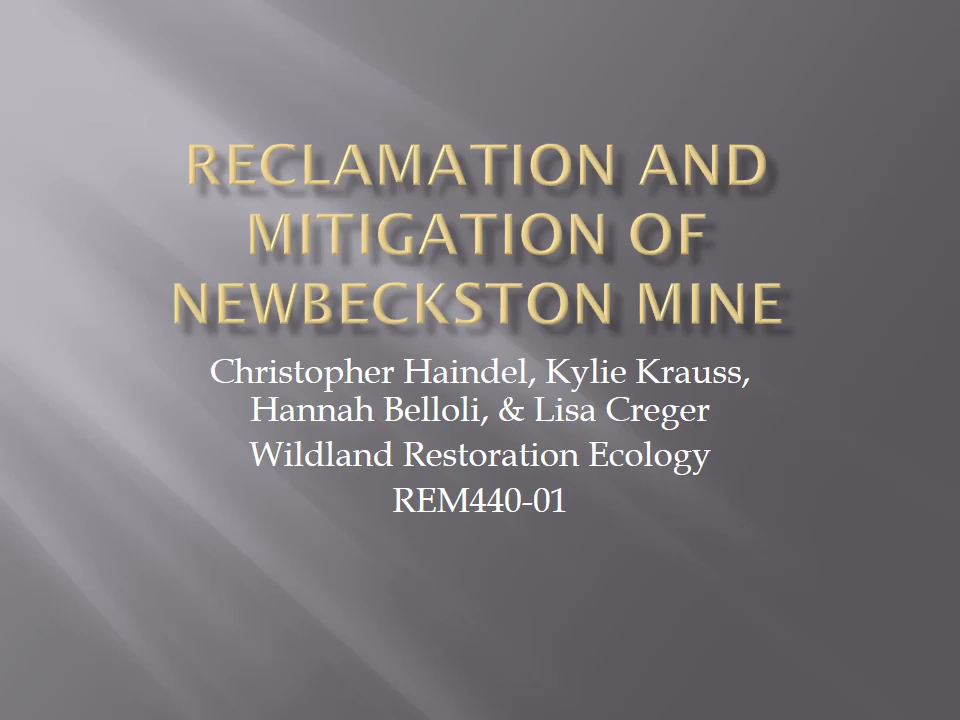 RECLAMATION AND
MITIGATION OF
NEWBECKSTON MINE
Christopher Haindel, Kylie Krauss,
Hannah Belloli, & Lisa Creger
Wildland Restoration Ecology
REM440-01